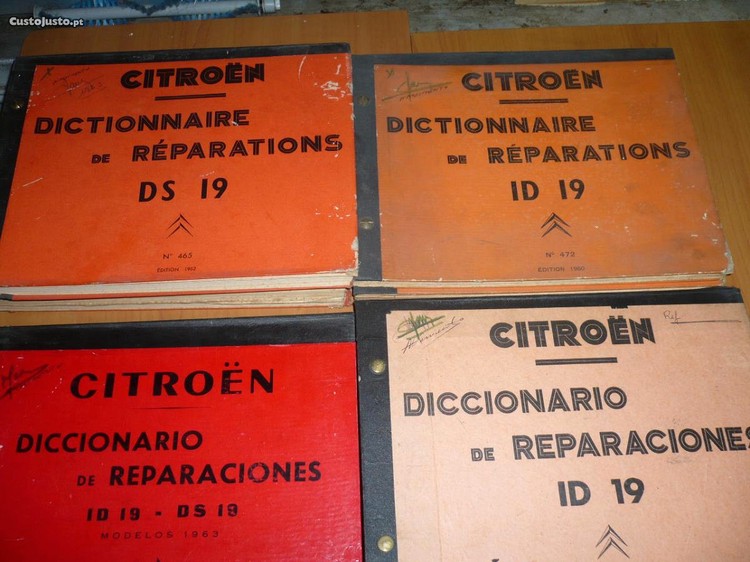 CustoJusto.pt
CITROËN
DICTIONNAIRE
DE RÉPARATIONS
DS 19
N° 465
CITROËN
DICTIONNAIRE
DE RÉPARATIONS
ID 19
N° 472
EDITION 1960
CITROËN
DICCIONARIO
DE REPARACIONES
ID 19 - DS 19
MODELOS 1963
CITROËN
DICCIONARIO
DE REPARACIONES
ID 19